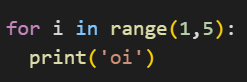 for i in range(1,5):
  print('oi')